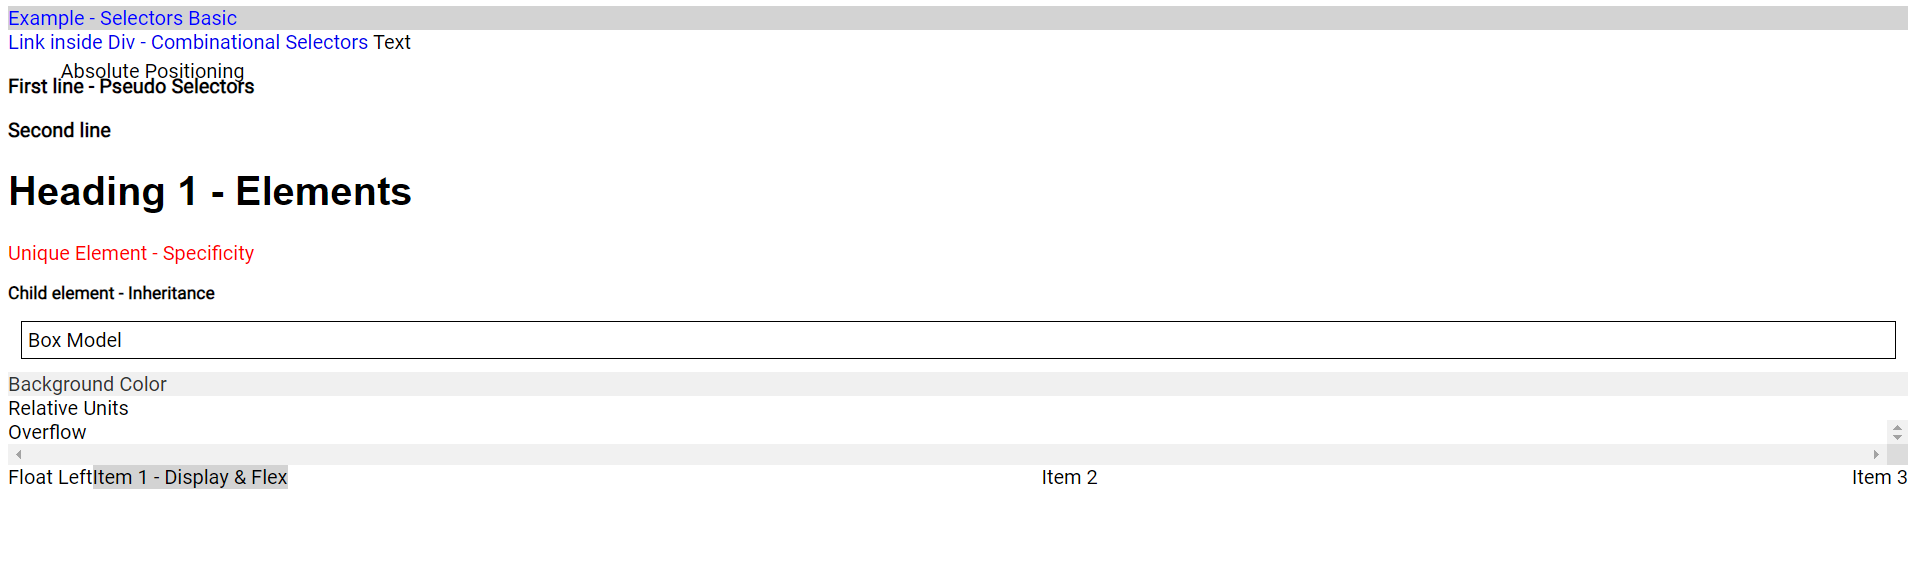 Example - Selectors Basic
Link inside Div - Combinational Selectors Text
Absolute Positioning
First line - Pseudo Selectors
Second line
Heading 1 - Elements
Unique Element - Specificity
Child element - Inheritance
Box Model
Background Color
Relative Units
Overflow
Float LeftItem 1 - Display & Flex Item 2 Item 3